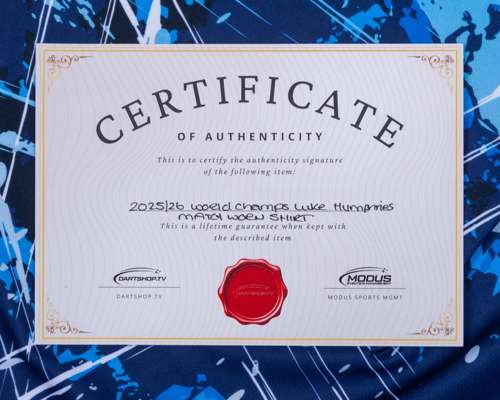 CERTIFICATE
OF AUTHENTICITY
This is to certify the authenticity signature
of the following item:
2025/26 World Champs Luke Humphries
MATCH WORN SHIRT
This is a lifetime guarantee when kept with
the described item
DARTSHOP.TV
MODUS
DARTSHOP.TV
DARTSHOP.TV
MODUS SPORTS MGMT